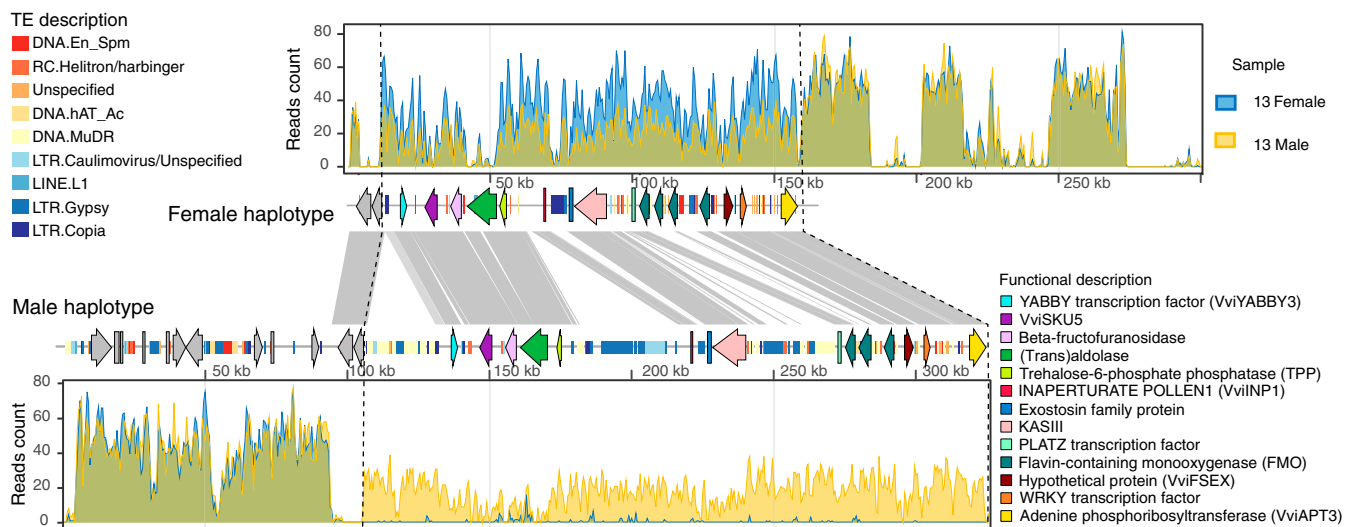 TE description
DNA.En_Spm
RC.Helitron/harbinger
Unspecified
DNA.hAT_Ac
DNA.MuDR
LTR.Caulimovirus/Unspecified
LINE.L1
LTR.Gypsy
LTR.Copia
Reads count
80
60
40
20
0
50 kb
100 kb
150 kb
200 kb
250 kb
Sample
13 Female
13 Male
Female haplotype
Male haplotype
50 kb
100 kb
150 kb
200 kb
250 kb
300 kb
Reads count
80
60
40
20
0
Functional description
YABBY transcription factor (VviYABBY3)
VviSKU5
Beta-fructofuranosidase
(Trans)aldolase
Trehalose-6-phosphate phosphatase (TPP)
INAPERTURATE POLLEN1 (VviINP1)
Exostosin family protein
KASIII
PLATZ transcription factor
Flavin-containing monooxygenase (FMO)
Hypothetical protein (VviFSEX)
WRKY transcription factor
Adenine phosphoribosyltransferase (VviAPT3)